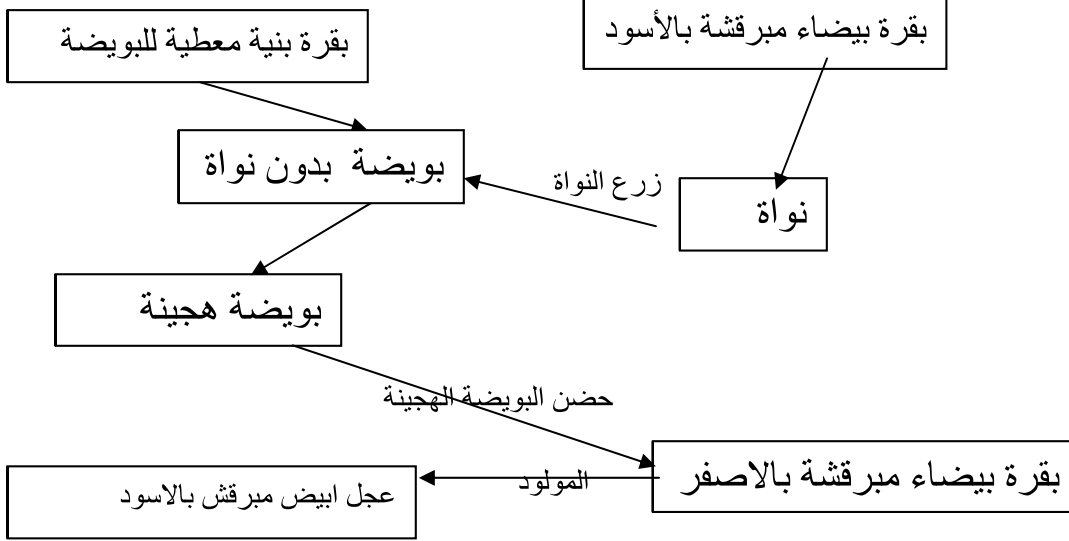 بقرة بيضاء مبرقشة بالأسود
بقرة بنية معطية للبويضة
بويضة بدون نواة
زرع النواة
نواة
بويضة هجينة
حضن البويضة الهجينة
بقرة بيضاء مبرقشة بالاصفر
المولود
عجل ابيض مبرقش بالاسود